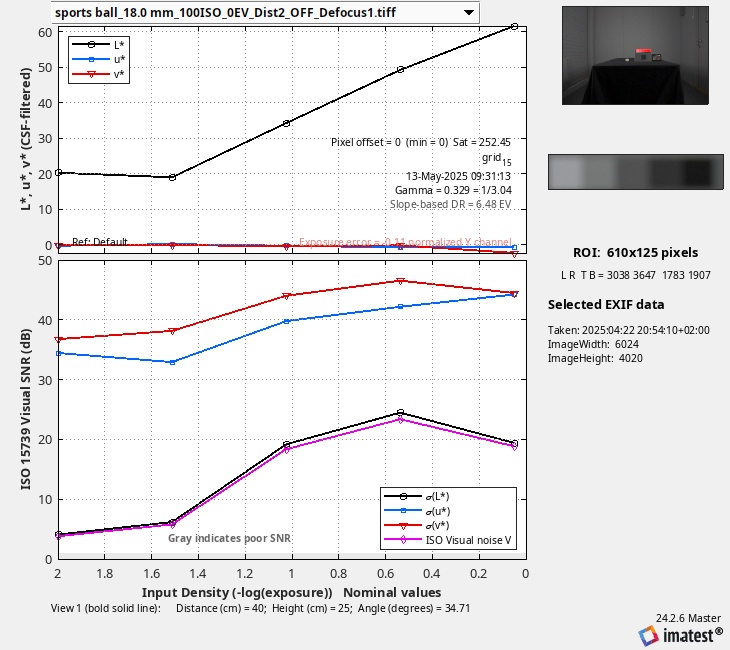 sports ball_18.0 mm_100ISO_0EV_Dist2_OFF_Defocus1.tiff
60
50
40
30
20
10
0
L*, u*, v* (CSF-filtered)
L*
u*
v*
Pixel offset = 0 (min = 0) Sat = 252.45
grid15
13-May-2025 09:31:13
Gamma = 0.329 = 1/3.04
Slope-based DR = 6.48 EV
Ref: Default
Exposure error = -0.11 normalized Y channel
50
40
30
20
10
0
ISO 15739 Visual SNR (dB)
σ(L*)
σ(u*)
σ(v*)
ISO Visual noise V
Gray indicates poor SNR
2 1.8 1.6 1.4 1.2 1 0.8 0.6 0.4 0.2 0
Input Density (-log(exposure)) Nominal values
View 1 (bold solid line): Distance (cm) = 40; Height (cm) = 25; Angle (degrees) = 34.71
ROI: 610x125 pixels
L R T B = 3038 3647 1783 1907
Selected EXIF data
Taken: 2025:04:22 20:54:10+02:00
ImageWidth: 6024
ImageHeight: 4020
24.2.6 Master
imatest®